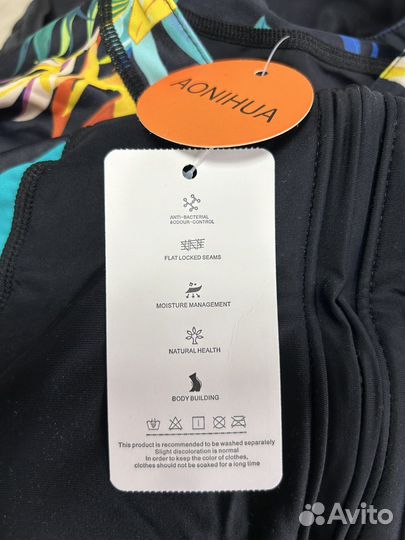 AONIHUA
ANTI-BACTERIAL
&ODOUR-CONTROL
FLAT LOCKED SEAMS
MOISTURE MANAGEMENT
NATURAL HEALTH
BODY BUILDING
This product is recommended to be washed separately
Slight discoloration is normal
In order to keep the color of clothes,
clothes should not be soaked for a long time
Avito